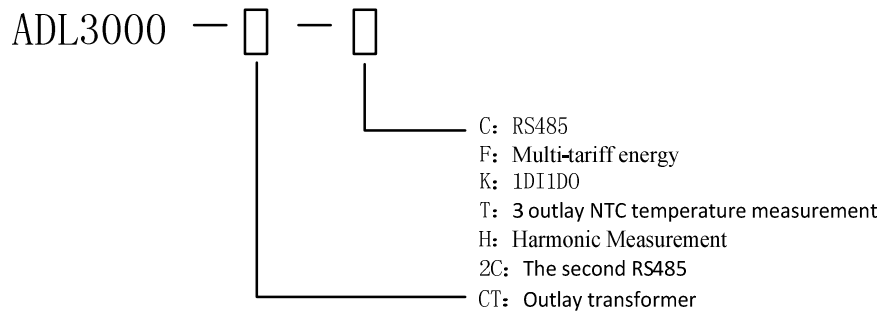 ADL3000 — □ — □
C: RS485
F: Multi-tariff energy
K: 1DI1DO
T: 3 outlay NTC temperature measurement
H: Harmonic Measurement
2C: The second RS485
CT: Outlay transformer